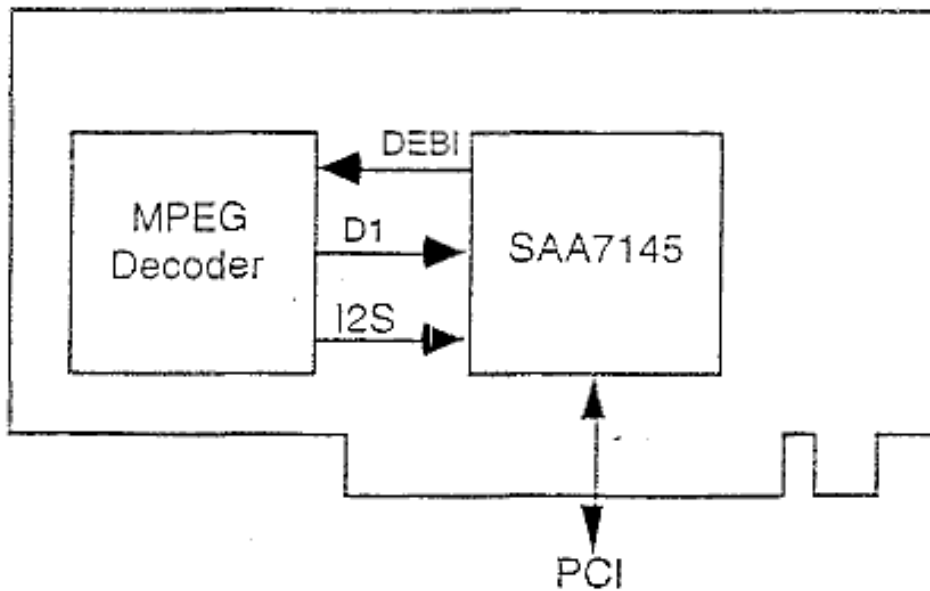 DEBI
MPEG
Decoder
D1
SAA7145
I2S
PCI